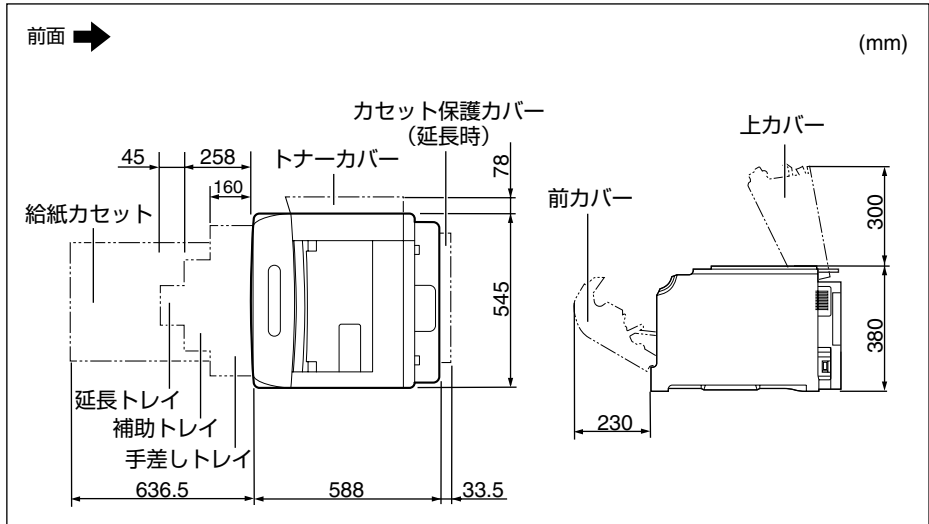 前面
(mm)
カセット保護カバー
（延長時）
上カバー
45
258
トナーカバー
78
160
前カバー
300
給紙カセット
545
380
延長トレイ
230
補助トレイ
手差しトレイ
636.5
588
33.5